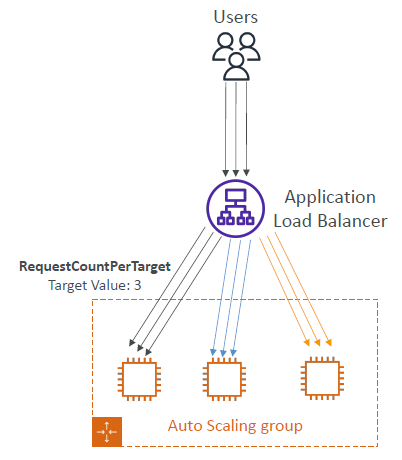 Users
Application
Load Balancer
RequestCountPerTarget
Target Value: 3
Auto Scaling group